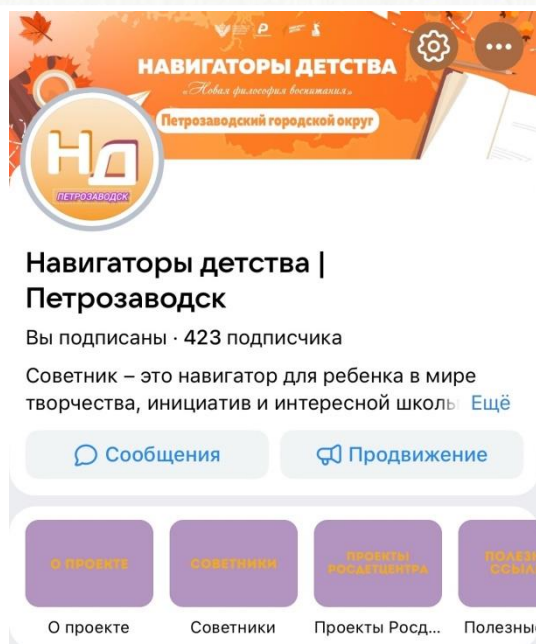 НАВИГАТОРЫ ДЕТСТВА
«Новая философия воспитания»
Петрозаводский городской округ
НД
ПЕТРОЗАВОДСК
Навигаторы детства |
Петрозаводск
Вы подписаны · 423 подписчика
Советник – это навигатор для ребенка в мире
творчества, инициатив и интересной школь Ещё
Сообщения
Продвижение
О ПРОЕКТЕ
СОВЕТНИКИ
ПРОЕКТЫ
РОСДЕТЦЕНТРА
ПОЛЕЗН
ССЫЛ
О проекте
Советники
Проекты Росд...
Полезны